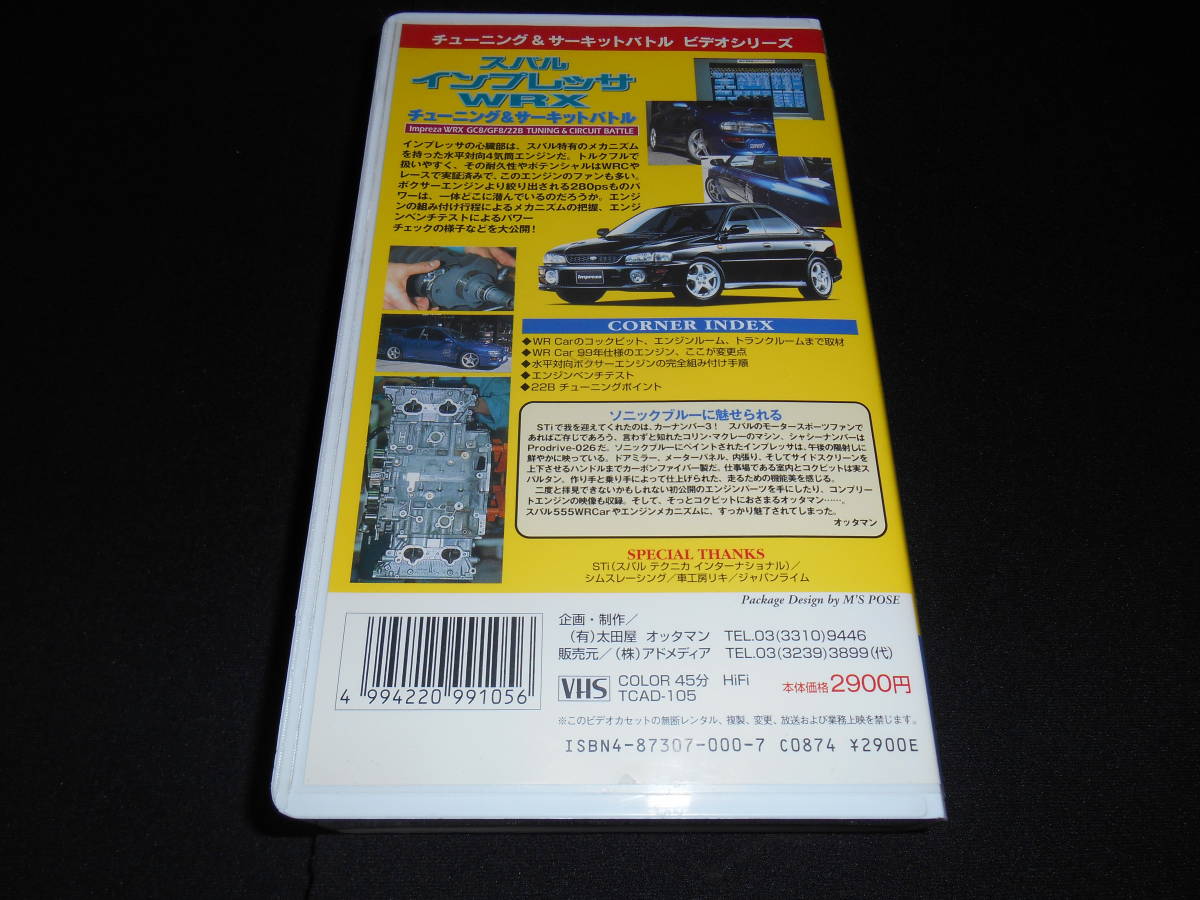 チューニング＆サーキットバトル ビデオシリーズ
スバル
インプレッサ
WRX
チューニング＆サーキットバトル
Impreza WRX GC8/GF8/22B TUNING & CIRCUIT BATTLE
インプレッサの心臓部は、スバル特有のメカニズム
を持った水平対向4気筒エンジンだ。トルクフルで
扱いやすく、その耐久性やポテンシャルはWRCや
レースで実証済みで、このエンジンのファンも多い。
ボクサーエンジンより絞り出される280psものパ
ワーは、一体どこに潜んでいるのだろうか。エンジ
ンの組み付け行程によるメカニズムの把握、エンジ
ンベンチテストによるパワー
チェックの様子などを大公開！
Impreza
CORNER INDEX
◆WR Carのコックピット、エンジンルーム、トランクルームまで取材
◆WR Car 99年仕様のエンジン、ここが変更点
◆水平対向ボクサーエンジンの完全組み付け手順
◆エンジンベンチテスト
◆22B チューニングポイント
ソニックブルーに魅せられる
STiで我を迎えてくれたのは、カーナンバー3！ スバルのモータースポーツファンで
あればご存じであろう、言わずと知れたコリン・マクレーのマシン、シャシーナンバーは
Prodrive-026だ。ソニックブルーにペイントされたインプレッサは、午後の陽射しに
鮮やかに映っている。ドアミラー、メーターパネル、内張り、そしてサイドスクリーンを
上下させるハンドルまでカーボンファイバー製だ。仕事場である室内とコクピットは実ス
パルタン。作り手と乗り手によって仕上げられた、走るための機能美を感じる。
二度と拝見できないかもしれない初公開のエンジンパーツを手にしたり、コンプリー
トエンジンの映像も収録。そして、そっとコクピットにおさまるオッタマン……。
スバル555WRCarやエンジンメカニズムに、すっかり魅了されてしまった。
オッタマン
SPECIAL THANKS
STi（スバル テクニカ インターナショナル）／
シムスレーシング／車工房リキ／ジャパンライム
Package Design by M'S POSE
企画・制作／
（有）太田屋 オッタマン TEL.03(3310)9446
販売元／（株）アドメディア TEL.03(3239)3899（代）
VHS COLOR 45分 HiFi
TCAD-105
本体価格2900円
4 994220 991056
※このビデオカセットの無断レンタル、複製、変更、放送および業務上映を禁じます。
ISBN4-87307-000-7 C0874 ¥2900E